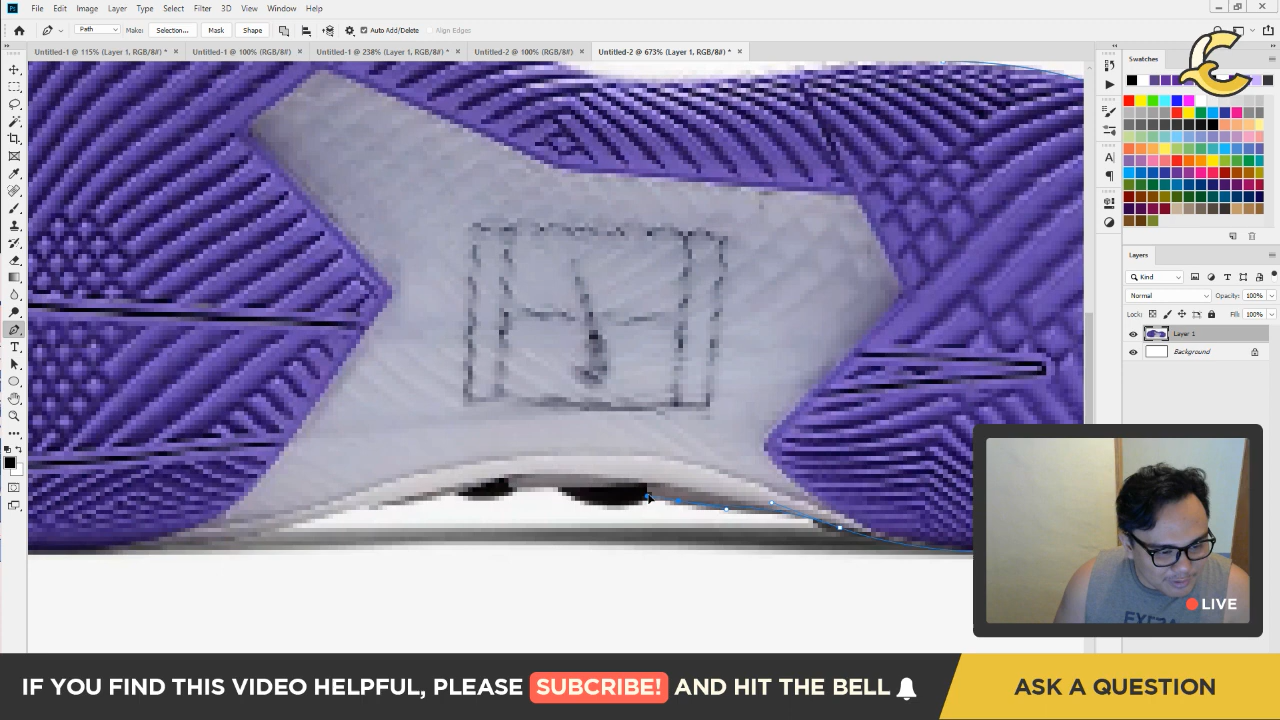 Ps File Edit Image Layer Type Select Filter 3D View Window Help
Path Make: Selection... Mask Shape Auto Add/Delete Align Edges
Untitled-1 @ 115% (Layer 1, RGB/8#) * × Untitled-1 @ 100% (RGB/8#) × Untitled-1 @ 238% (Layer 1, RGB/8#) * × Untitled-2 @ 100% (RGB/8#) × Untitled-2 @ 673% (Layer 1, RGB/8#) * ×
Swatches
Layers
Kind
Normal Opacity: 100%
Lock: Fill: 100%
Layer 1
Background
LIVE
IF YOU FIND THIS VIDEO HELPFUL, PLEASE SUBCRIBE! AND HIT THE BELL
ASK A QUESTION